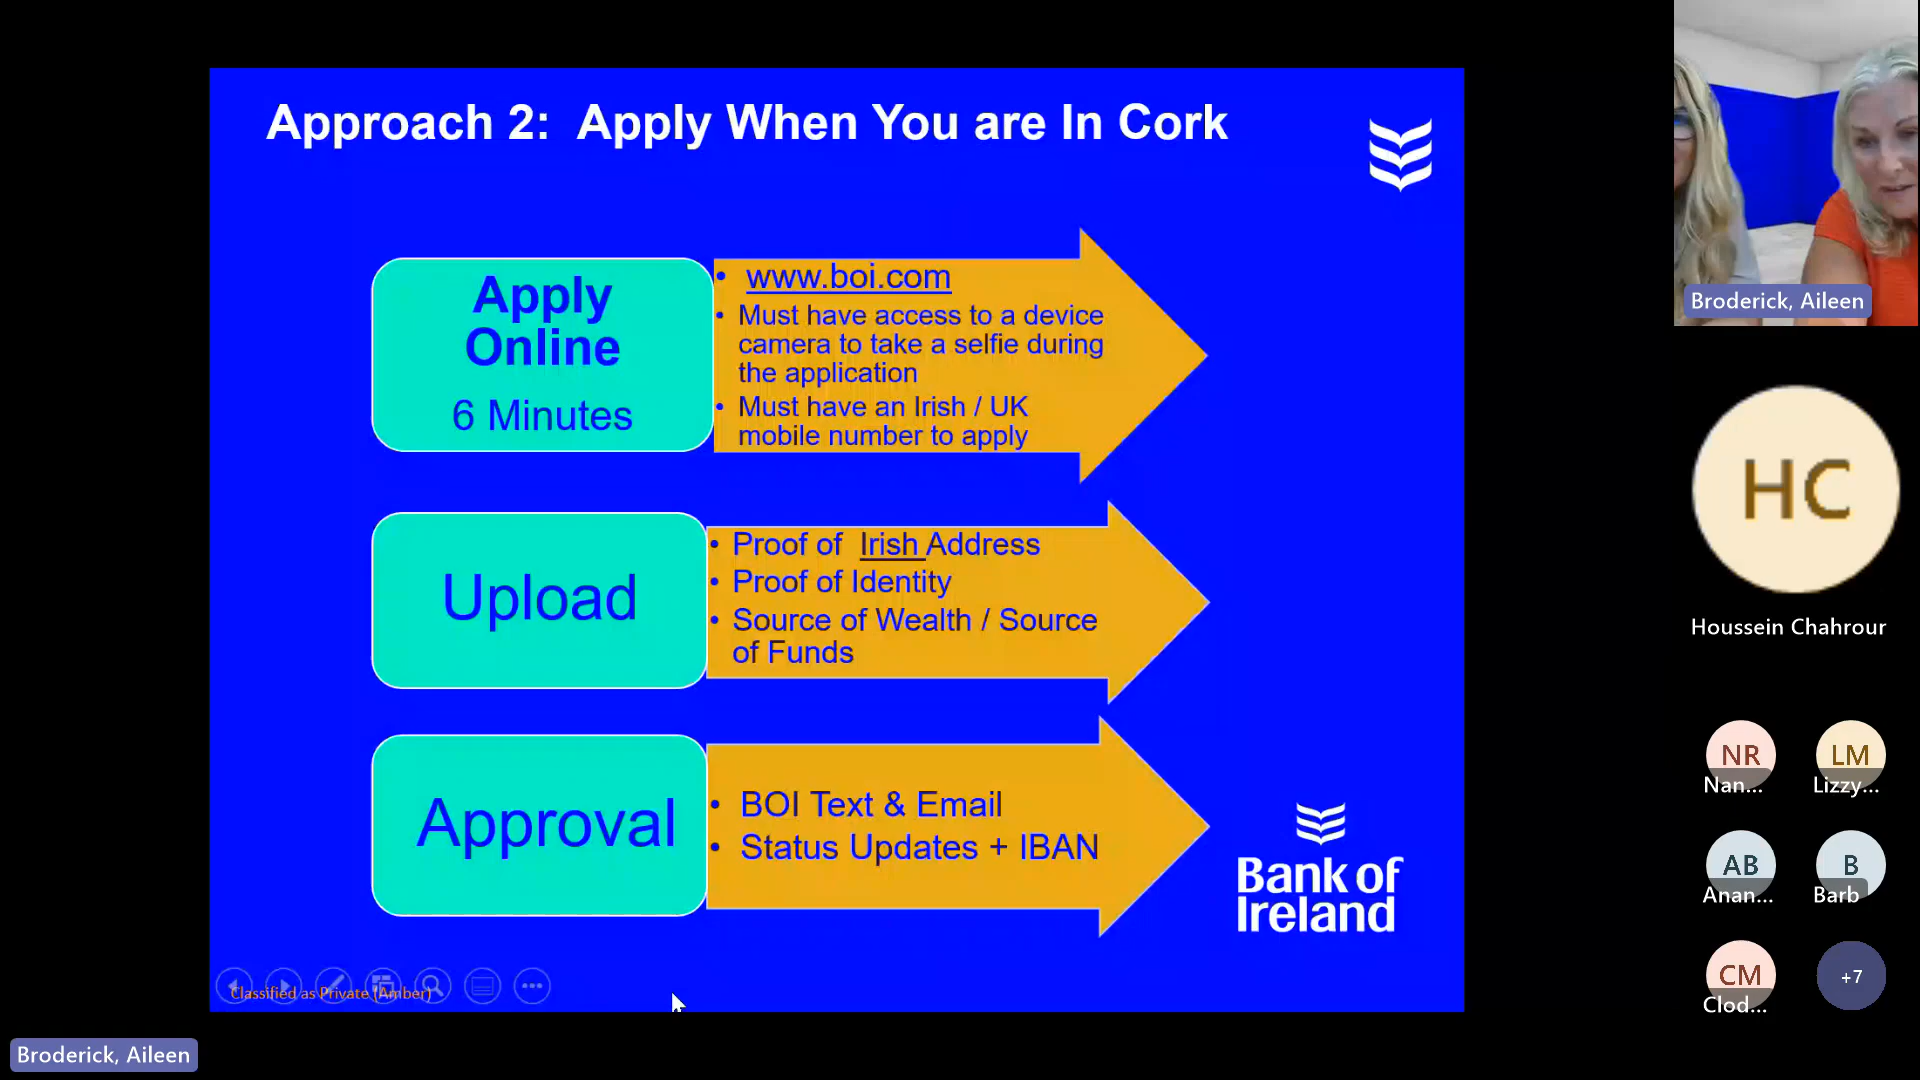 Approach 2:  Apply When You are In Cork
Apply
Online
6 Minutes
• www.boi.com
• Must have access to a device
camera to take a selfie during
the application
• Must have an Irish / UK
mobile number to apply
Upload
• Proof of  Irish Address
• Proof of Identity
• Source of Wealth / Source
of Funds
Approval
• BOI Text & Email
• Status Updates + IBAN
Bank of
Ireland
Classified as Private (Amber)
Broderick, Aileen
Broderick, Aileen
HC
Houssein Chahrour
NR
Nan...
LM
Lizzy...
AB
Anan...
B
Barb
CM
Clod...
+7